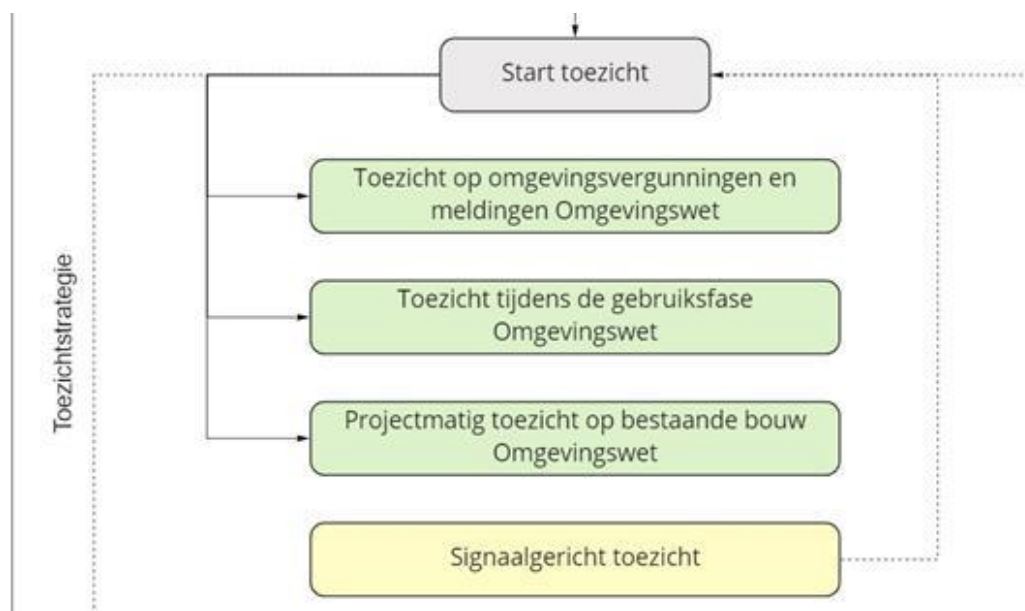 Start toezicht
Toezicht op omgevingsvergunningen en
meldingen Omgevingswet
Toezicht tijdens de gebruiksfase
Omgevingswet
Toezichtstrategie
Projectmatig toezicht op bestaande bouw
Omgevingswet
Signaalgericht toezicht